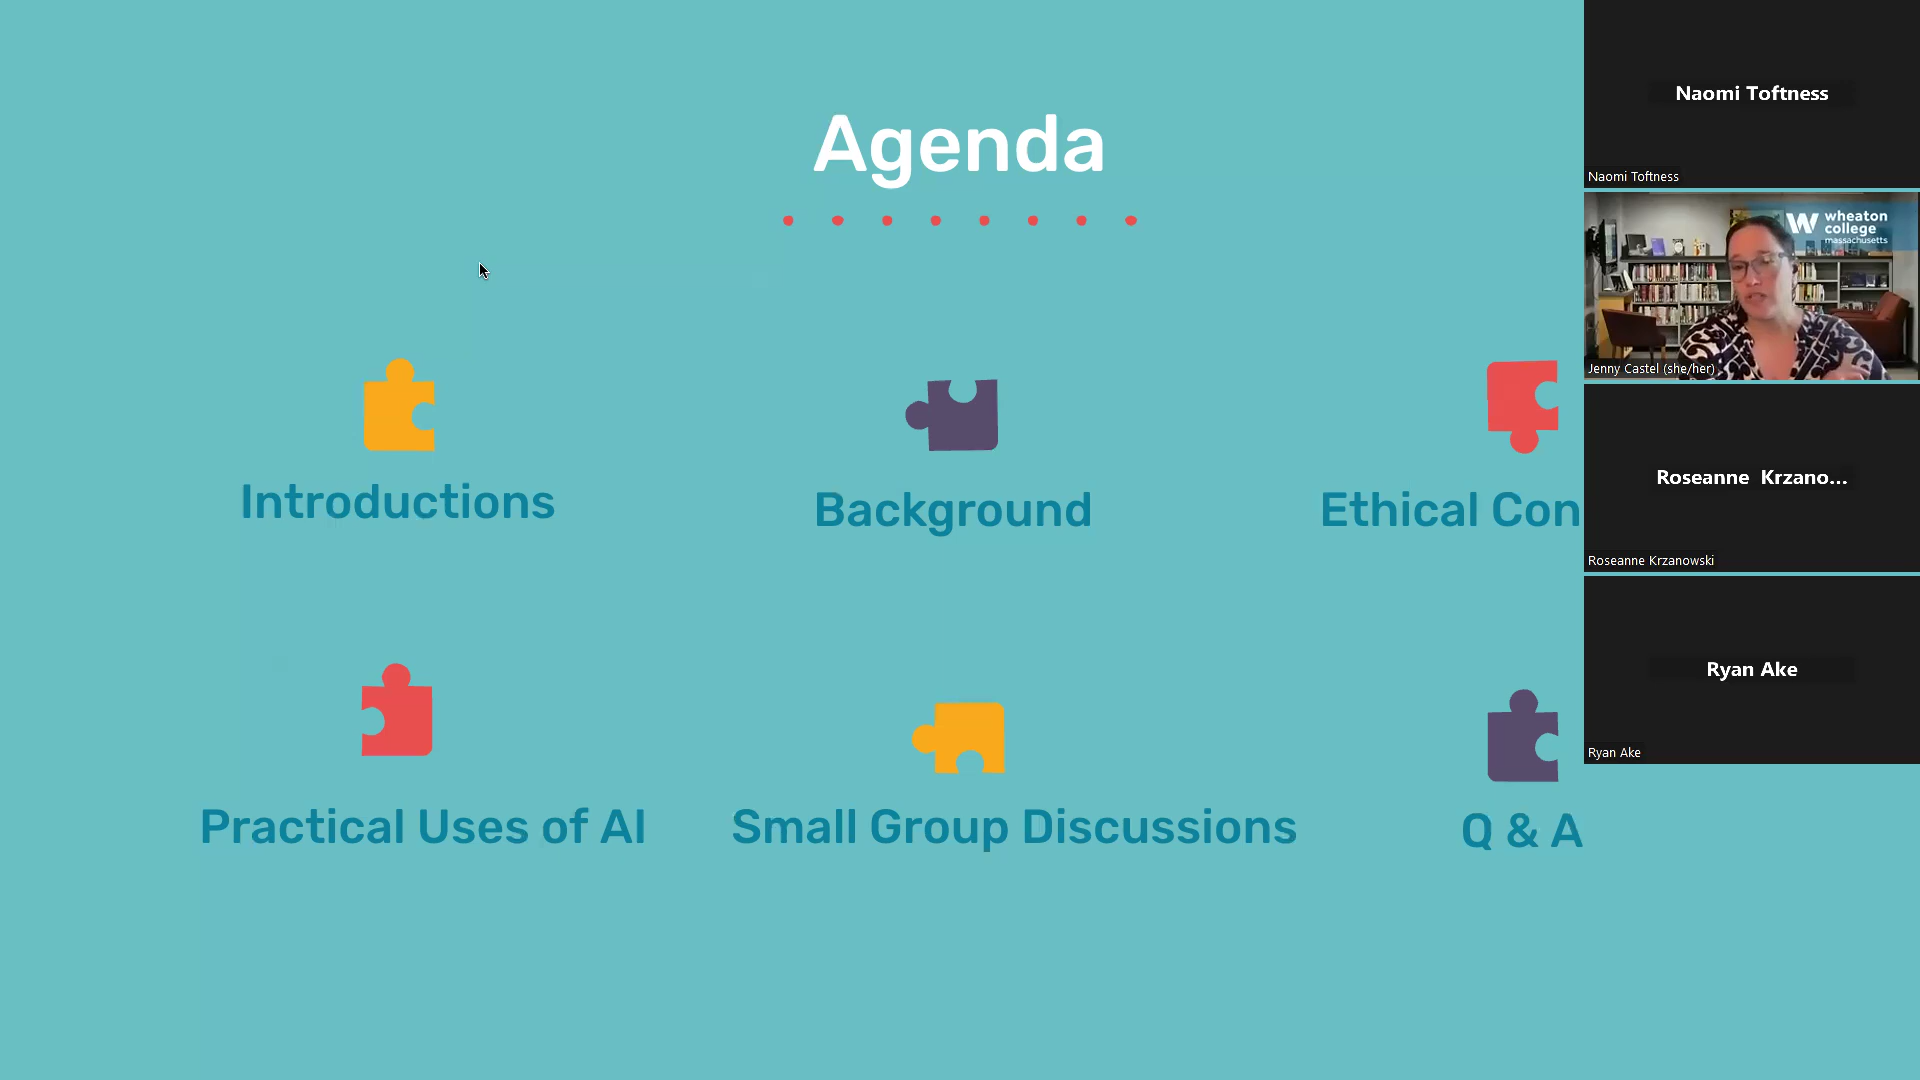 Agenda
Introductions
Background
Ethical Con
Practical Uses of AI
Small Group Discussions
Q & A
Naomi Toftness
Naomi Toftness
W wheaton
college
massachusetts
Jenny Castel (she/her)
Roseanne Krzano...
Roseanne Krzanowski
Ryan Ake
Ryan Ake